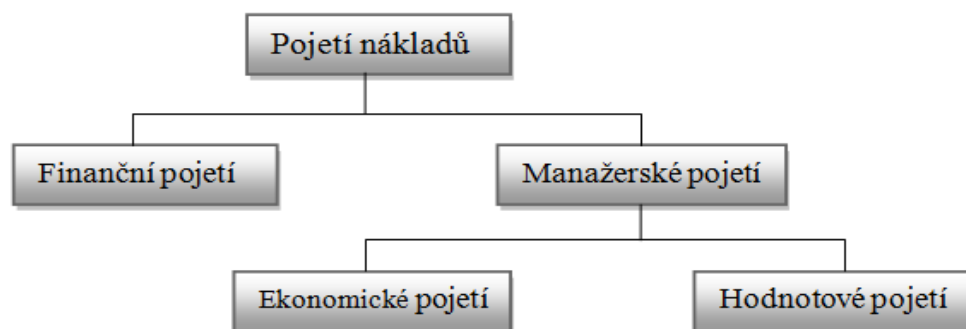 Pojetí nákladů
Finanční pojetí
Manažerské pojetí
Ekonomické pojetí
Hodnotové pojetí